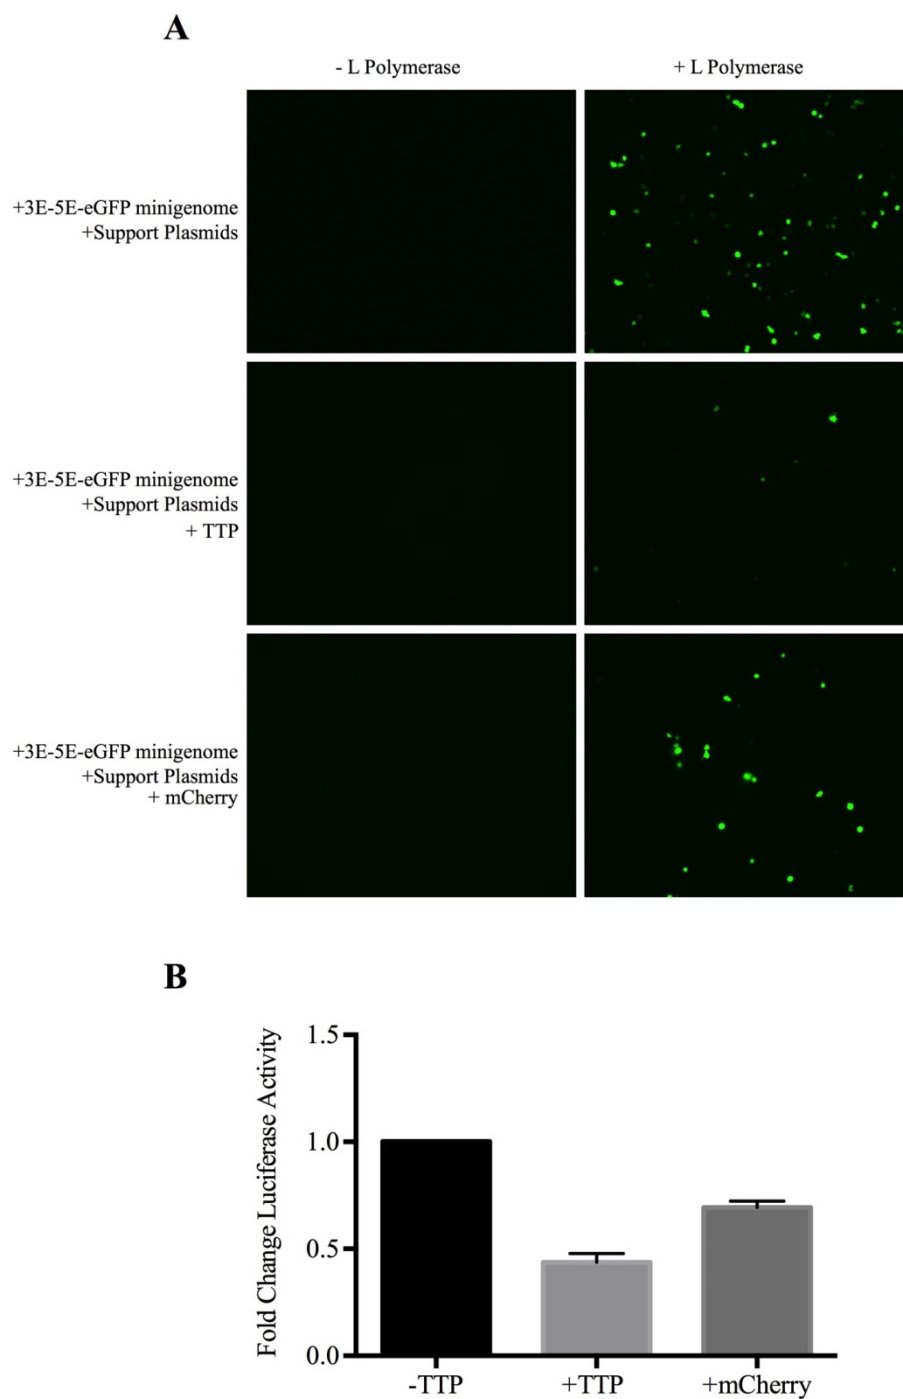 A
- L Polymerase
+ L Polymerase
+3E-5E-eGFP minigenome
+Support Plasmids
+3E-5E-eGFP minigenome
+Support Plasmids
+ TTP
+3E-5E-eGFP minigenome
+Support Plasmids
+ mCherry
B
Fold Change Luciferase Activity
1.5
1.0
0.5
0.0
-TTP
+TTP
+mCherry